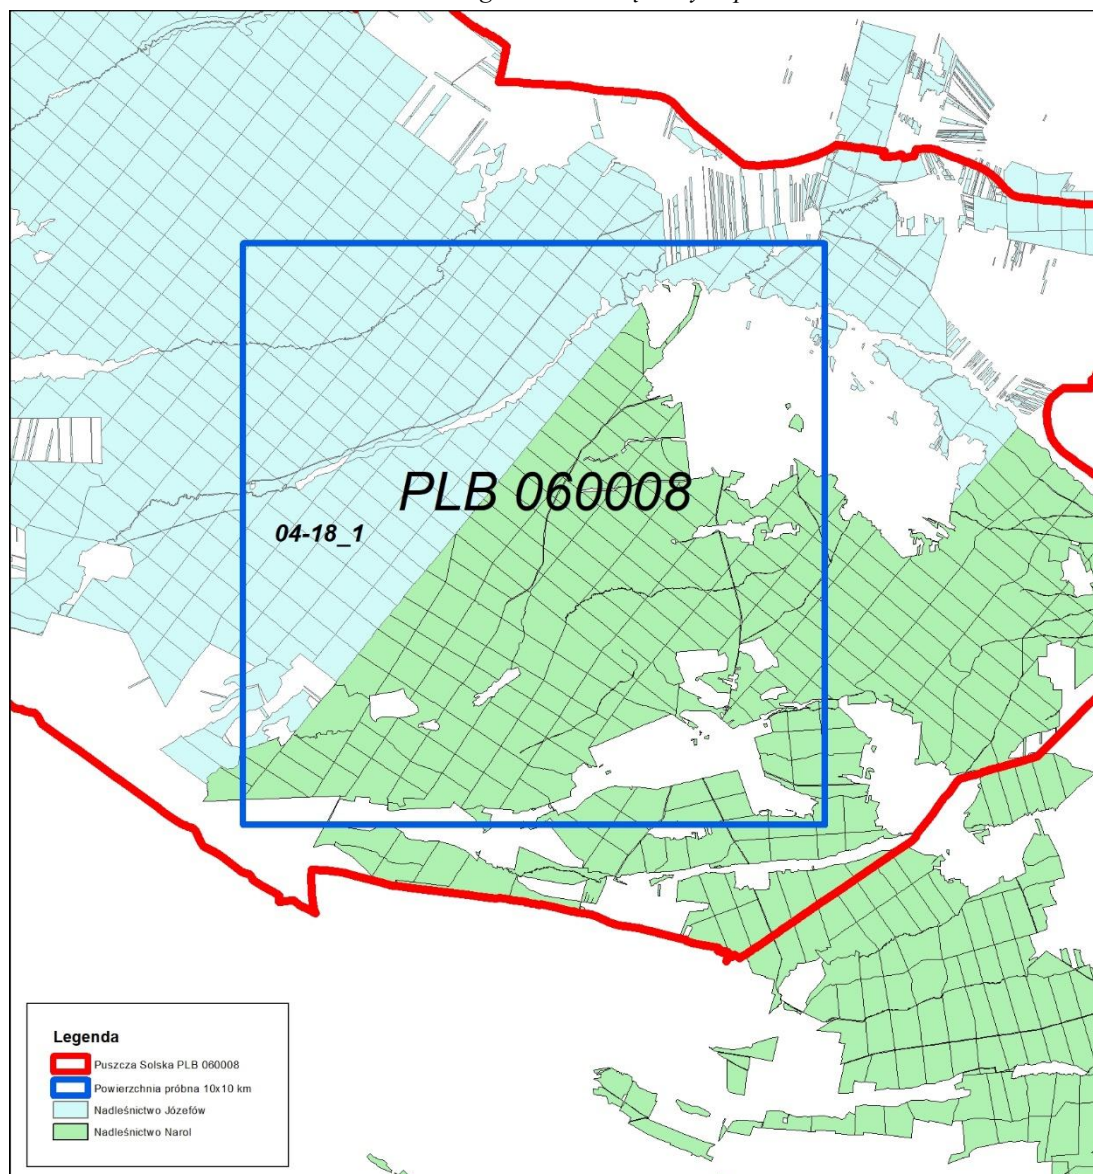 PLB 060008
04-18_1
Legenda
Puszcza Solska PLB 060008
Powierzchnia próbna 10x10 km
Nadleśnictwo Józefów
Nadleśnictwo Narol